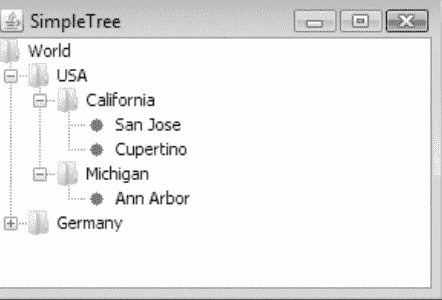 SimpleTree
World
USA
California
San Jose
Cupertino
Michigan
Ann Arbor
Germany